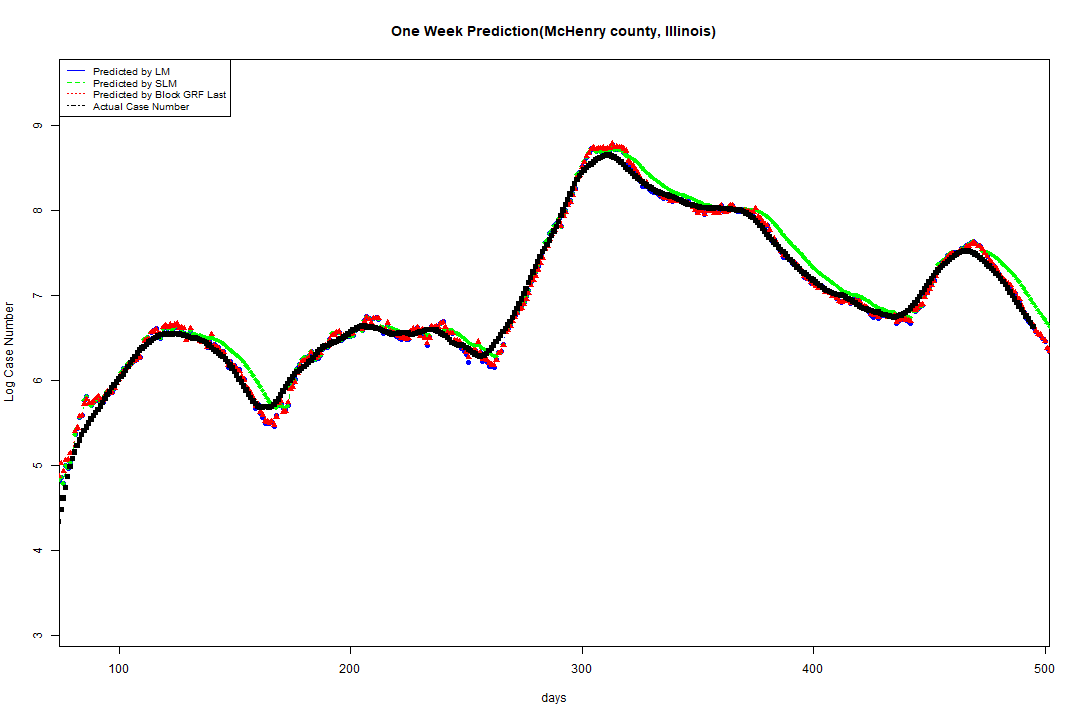 One Week Prediction(McHenry county, Illinois)
Predicted by LM
Predicted by SLM
Predicted by Block GRF Last
Actual Case Number
9
8
7
6
5
4
3
Log Case Number
100 200 300 400 500
days